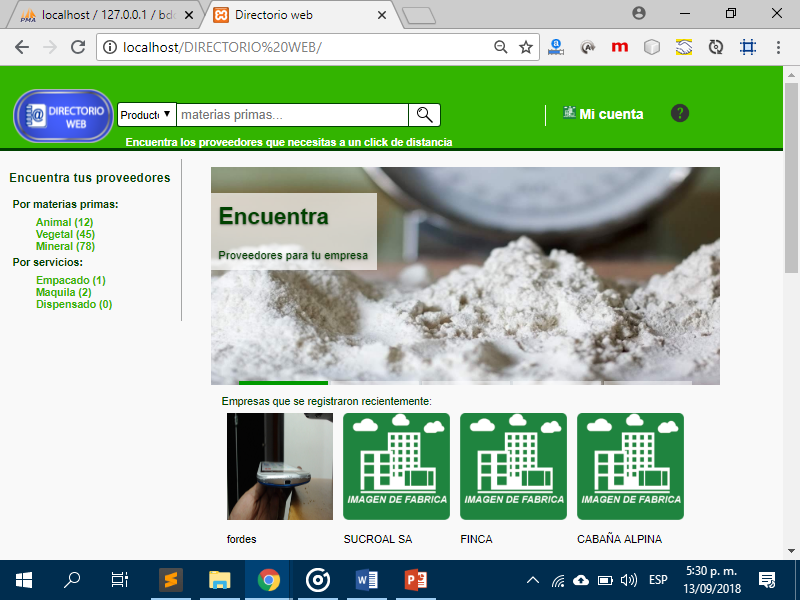 localhost / 127.0.0.1 / bdc
Directorio web
localhost/DIRECTORIO%20WEB/
DIRECTORIO WEB
Product
materias primas...
Mi cuenta
?
Encuentra los proveedores que necesitas a un click de distancia
Encuentra tus proveedores
Por materias primas:
Animal (12)
Vegetal (45)
Mineral (78)
Por servicios:
Empacado (1)
Maquila (2)
Dispensado (0)
Encuentra
Proveedores para tu empresa
Empresas que se registraron recientemente:
IMAGEN DE FABRICA
IMAGEN DE FABRICA
IMAGEN DE FABRICA
fordes
SUCROAL SA
FINCA
CABAÑA ALPINA
ESP
5:30 p. m.
13/09/2018